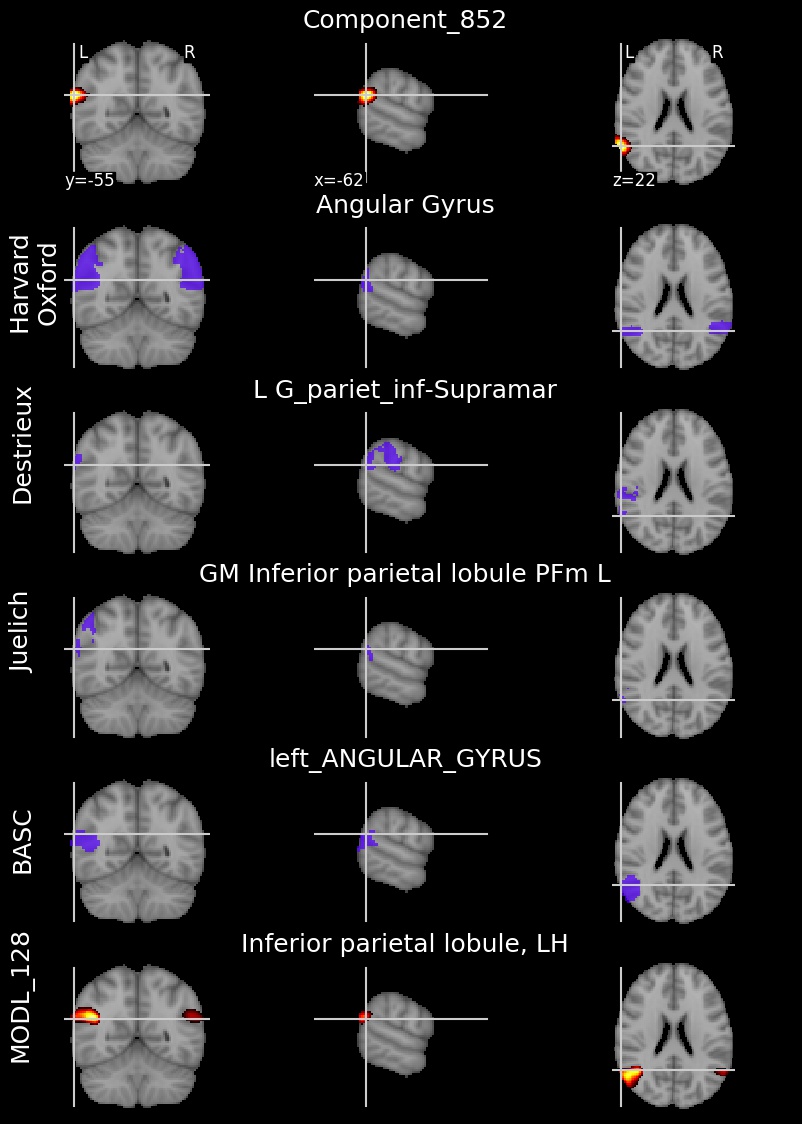 Component_852
L R
L R
y=-55
x=-62
z=22
Angular Gyrus
Harvard
Oxford
L G_pariet_inf-Supramar
Destrieux
GM Inferior parietal lobule PFm L
Juelich
left_ANGULAR_GYRUS
BASC
Inferior parietal lobule, LH
MODL_128